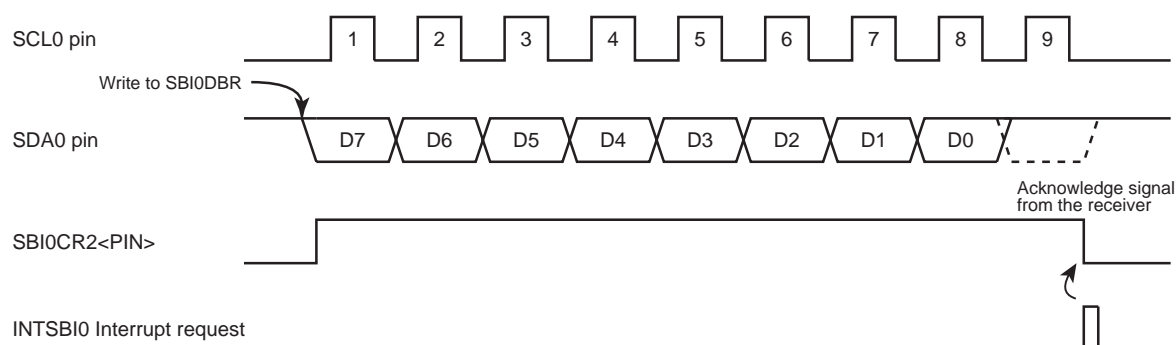 SCL0 pin
1 2 3 4 5 6 7 8 9
Write to SBI0DBR
SDA0 pin
D7 D6 D5 D4 D3 D2 D1 D0
Acknowledge signal
from the receiver
SBI0CR2<PIN>
INTSBI0 Interrupt request